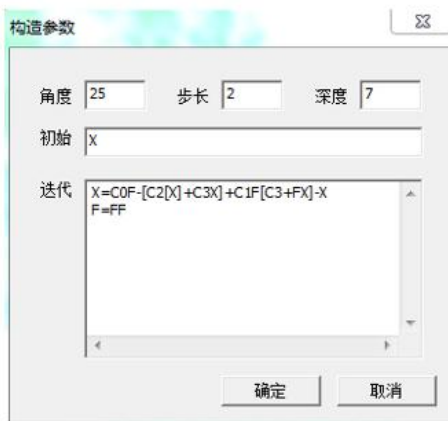 构造参数
角度 25 步长 2 深度 7
初始 X
迭代 X=C0F-[C2[X]+C3X]+C1F[C3+FX]-X
F=FF
确定 取消